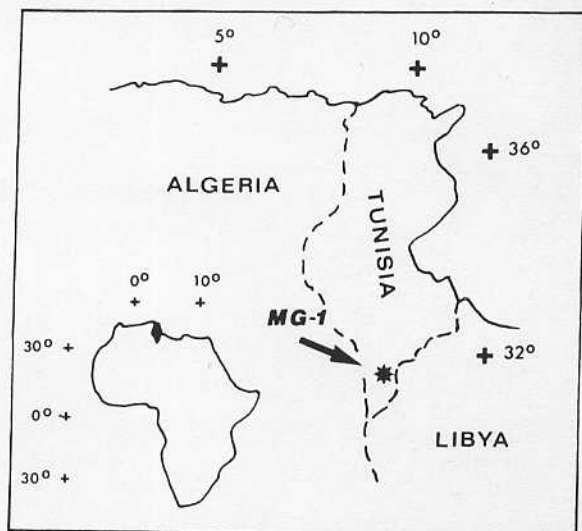 5° 10°
+ +
+ 36°
ALGERIA
TUNISIA
0° 10°
+ +
MG-1
30° +
+ 32°
0° +
LIBYA
30° +